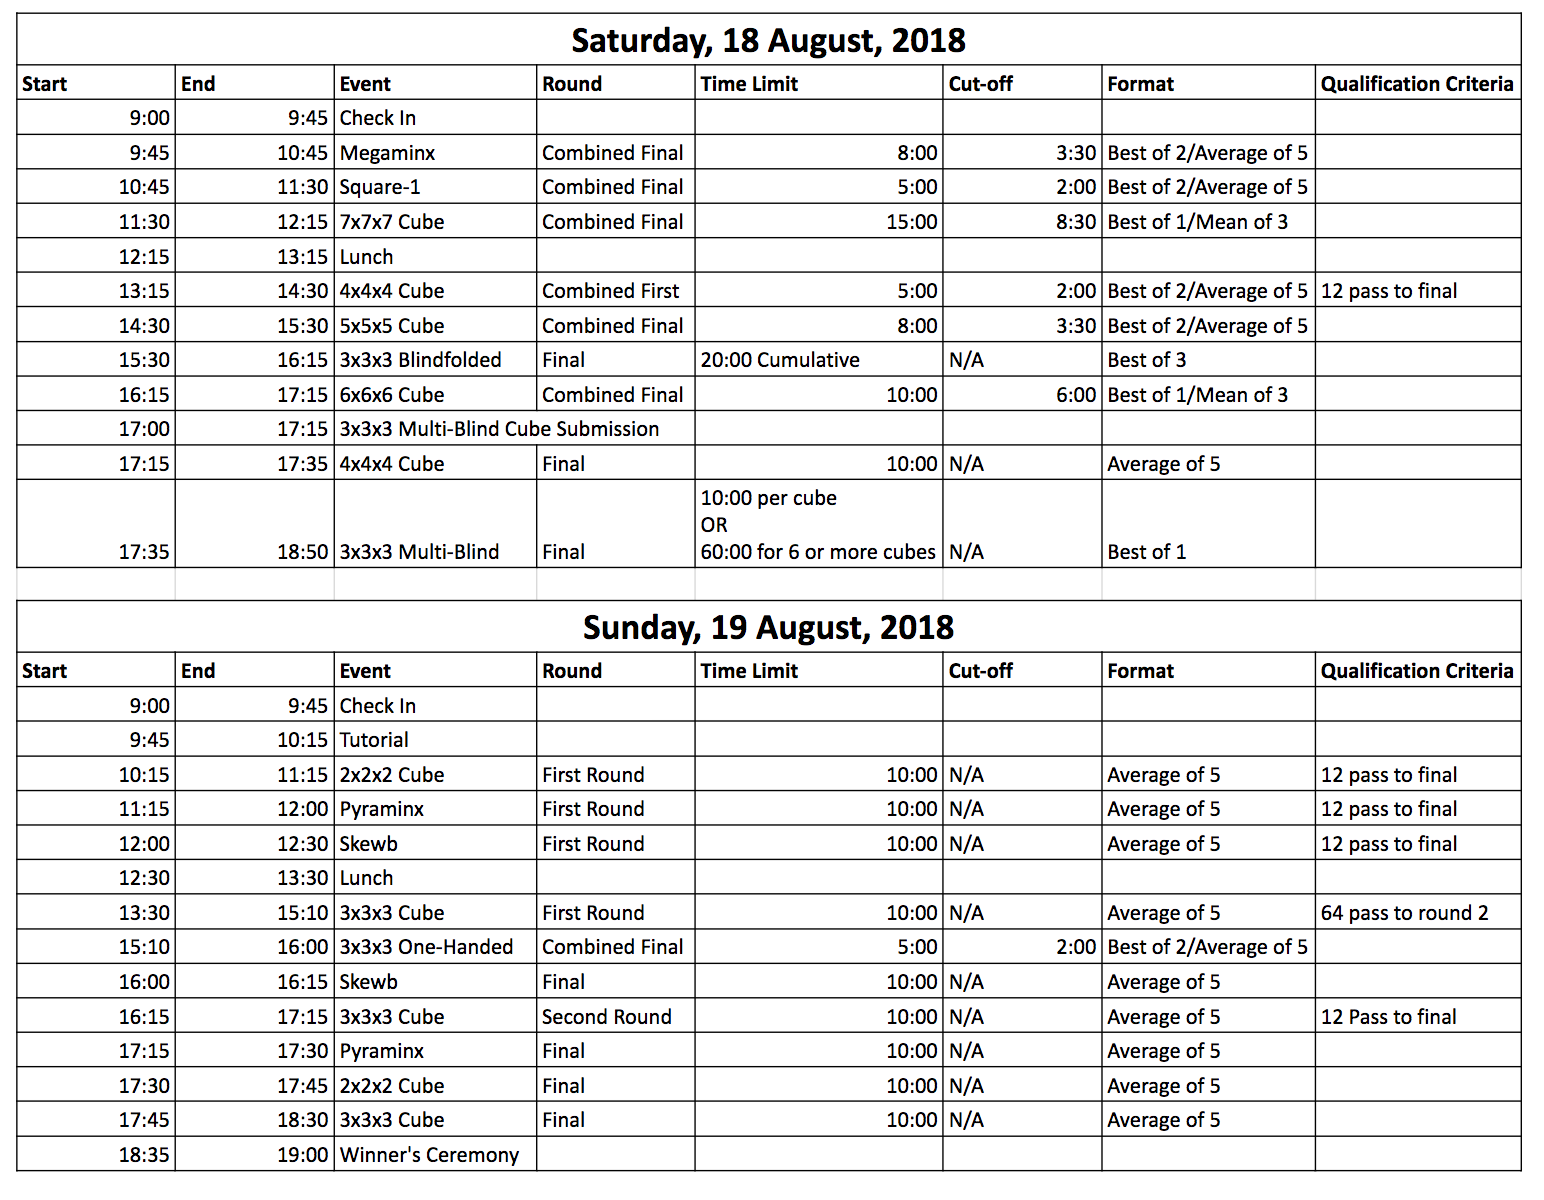 Saturday, 18 August, 2018
Start End Event Round Time Limit Cut-off Format Qualification Criteria
9:00 9:45 Check In
9:45 10:45 Megaminx Combined Final 8:00 3:30 Best of 2/Average of 5
10:45 11:30 Square-1 Combined Final 5:00 2:00 Best of 2/Average of 5
11:30 12:15 7x7x7 Cube Combined Final 15:00 8:30 Best of 1/Mean of 3
12:15 13:15 Lunch
13:15 14:30 4x4x4 Cube Combined First 5:00 2:00 Best of 2/Average of 5 12 pass to final
14:30 15:30 5x5x5 Cube Combined Final 8:00 3:30 Best of 2/Average of 5
15:30 16:15 3x3x3 Blindfolded Final 20:00 Cumulative N/A Best of 3
16:15 17:15 6x6x6 Cube Combined Final 10:00 6:00 Best of 1/Mean of 3
17:00 17:15 3x3x3 Multi-Blind Cube Submission
17:15 17:35 4x4x4 Cube Final 10:00 N/A Average of 5
10:00 per cube
OR
17:35 18:50 3x3x3 Multi-Blind Final 60:00 for 6 or more cubes N/A Best of 1
Sunday, 19 August, 2018
Start End Event Round Time Limit Cut-off Format Qualification Criteria
9:00 9:45 Check In
9:45 10:15 Tutorial
10:15 11:15 2x2x2 Cube First Round 10:00 N/A Average of 5 12 pass to final
11:15 12:00 Pyraminx First Round 10:00 N/A Average of 5 12 pass to final
12:00 12:30 Skewb First Round 10:00 N/A Average of 5 12 pass to final
12:30 13:30 Lunch
13:30 15:10 3x3x3 Cube First Round 10:00 N/A Average of 5 64 pass to round 2
15:10 16:00 3x3x3 One-Handed Combined Final 5:00 2:00 Best of 2/Average of 5
16:00 16:15 Skewb Final 10:00 N/A Average of 5
16:15 17:15 3x3x3 Cube Second Round 10:00 N/A Average of 5 12 Pass to final
17:15 17:30 Pyraminx Final 10:00 N/A Average of 5
17:30 17:45 2x2x2 Cube Final 10:00 N/A Average of 5
17:45 18:30 3x3x3 Cube Final 10:00 N/A Average of 5
18:35 19:00 Winner's Ceremony